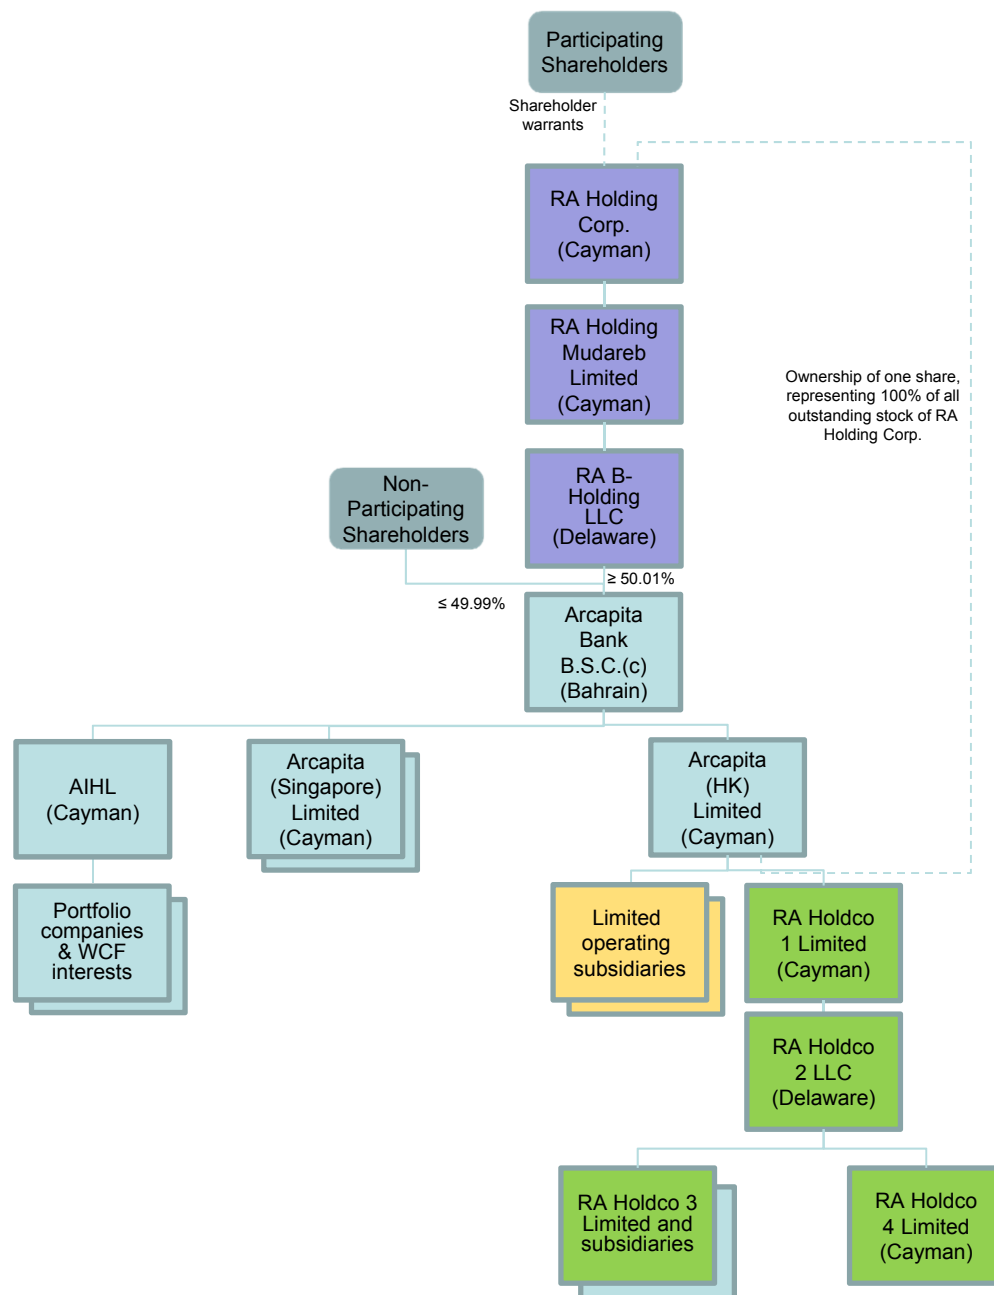 Participating
Shareholders
Shareholder
warrants
RA Holding
Corp.
(Cayman)
RA Holding
Mudareb
Limited
(Cayman)
Ownership of one share,
representing 100% of all
outstanding stock of RA
Holding Corp.
Non-
Participating
Shareholders
RA B-
Holding
LLC
(Delaware)
≥ 50.01%
≤ 49.99%
Arcapita
Bank
B.S.C.(c)
(Bahrain)
AIHL
(Cayman)
Arcapita
(Singapore)
Limited
(Cayman)
Arcapita
(HK)
Limited
(Cayman)
Portfolio
companies
& WCF
interests
Limited
operating
subsidiaries
RA Holdco
1 Limited
(Cayman)
RA Holdco
2 LLC
(Delaware)
RA Holdco 3
Limited and
subsidiaries
RA Holdco
4 Limited
(Cayman)